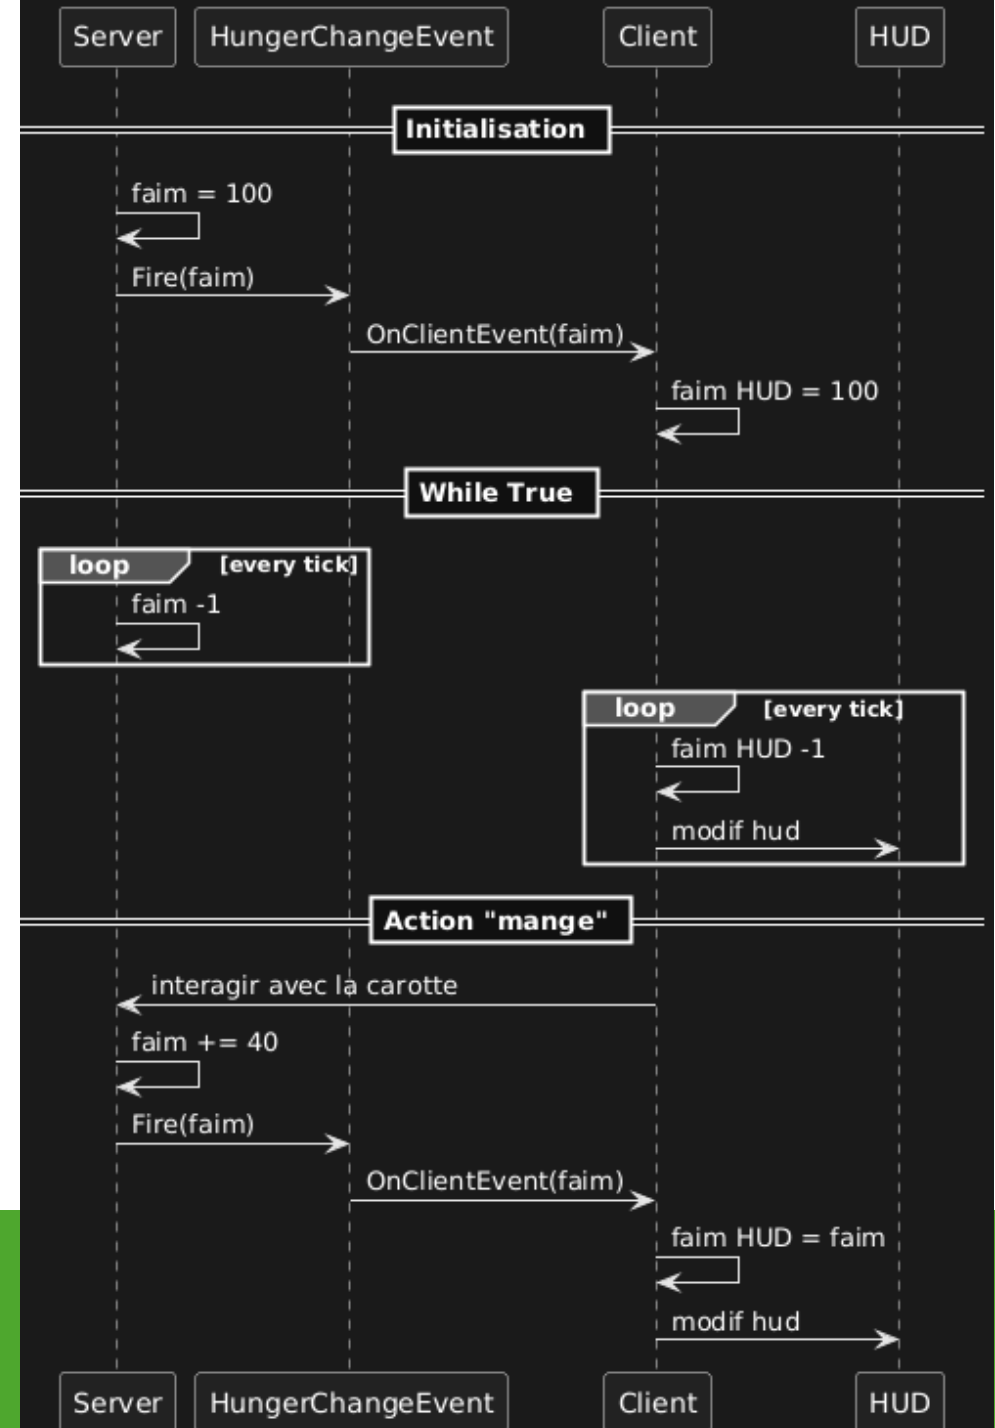 Server HungerChangeEvent Client HUD
Initialisation
faim = 100
Fire(faim)
OnClientEvent(faim)
faim HUD = 100
While True
loop [every tick]
faim -1
loop [every tick]
faim HUD -1
modif hud
Action "mange"
interagir avec la carotte
faim += 40
Fire(faim)
OnClientEvent(faim)
faim HUD = faim
modif hud
Server HungerChangeEvent Client HUD